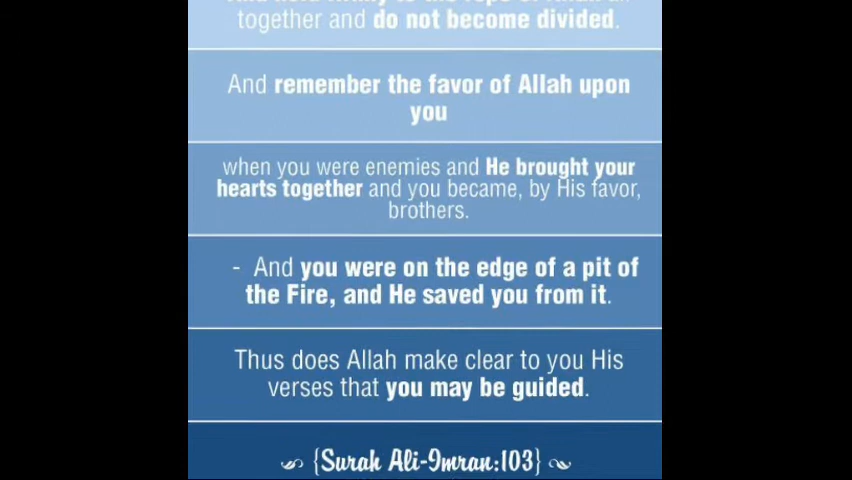 together and do not become divided.
And remember the favor of Allah upon
you
when you were enemies and He brought your
hearts together and you became, by His favor,
brothers.
- And you were on the edge of a pit of
the Fire, and He saved you from it.
Thus does Allah make clear to you His
verses that you may be guided.
{Surah Ali-Imran:103}